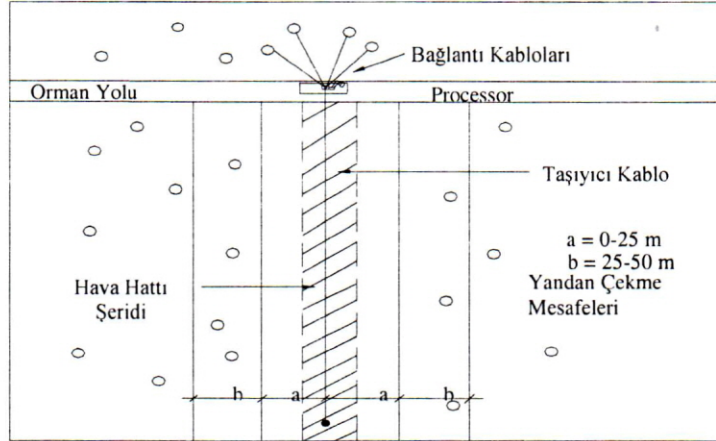 Bağlantı Kabloları
Orman Yolu
Processor
Taşıyıcı Kablo
a = 0-25 m
b = 25-50 m
Yandan Çekme
Mesafeleri
Hava Hattı
Şeridi
b
a
a
b